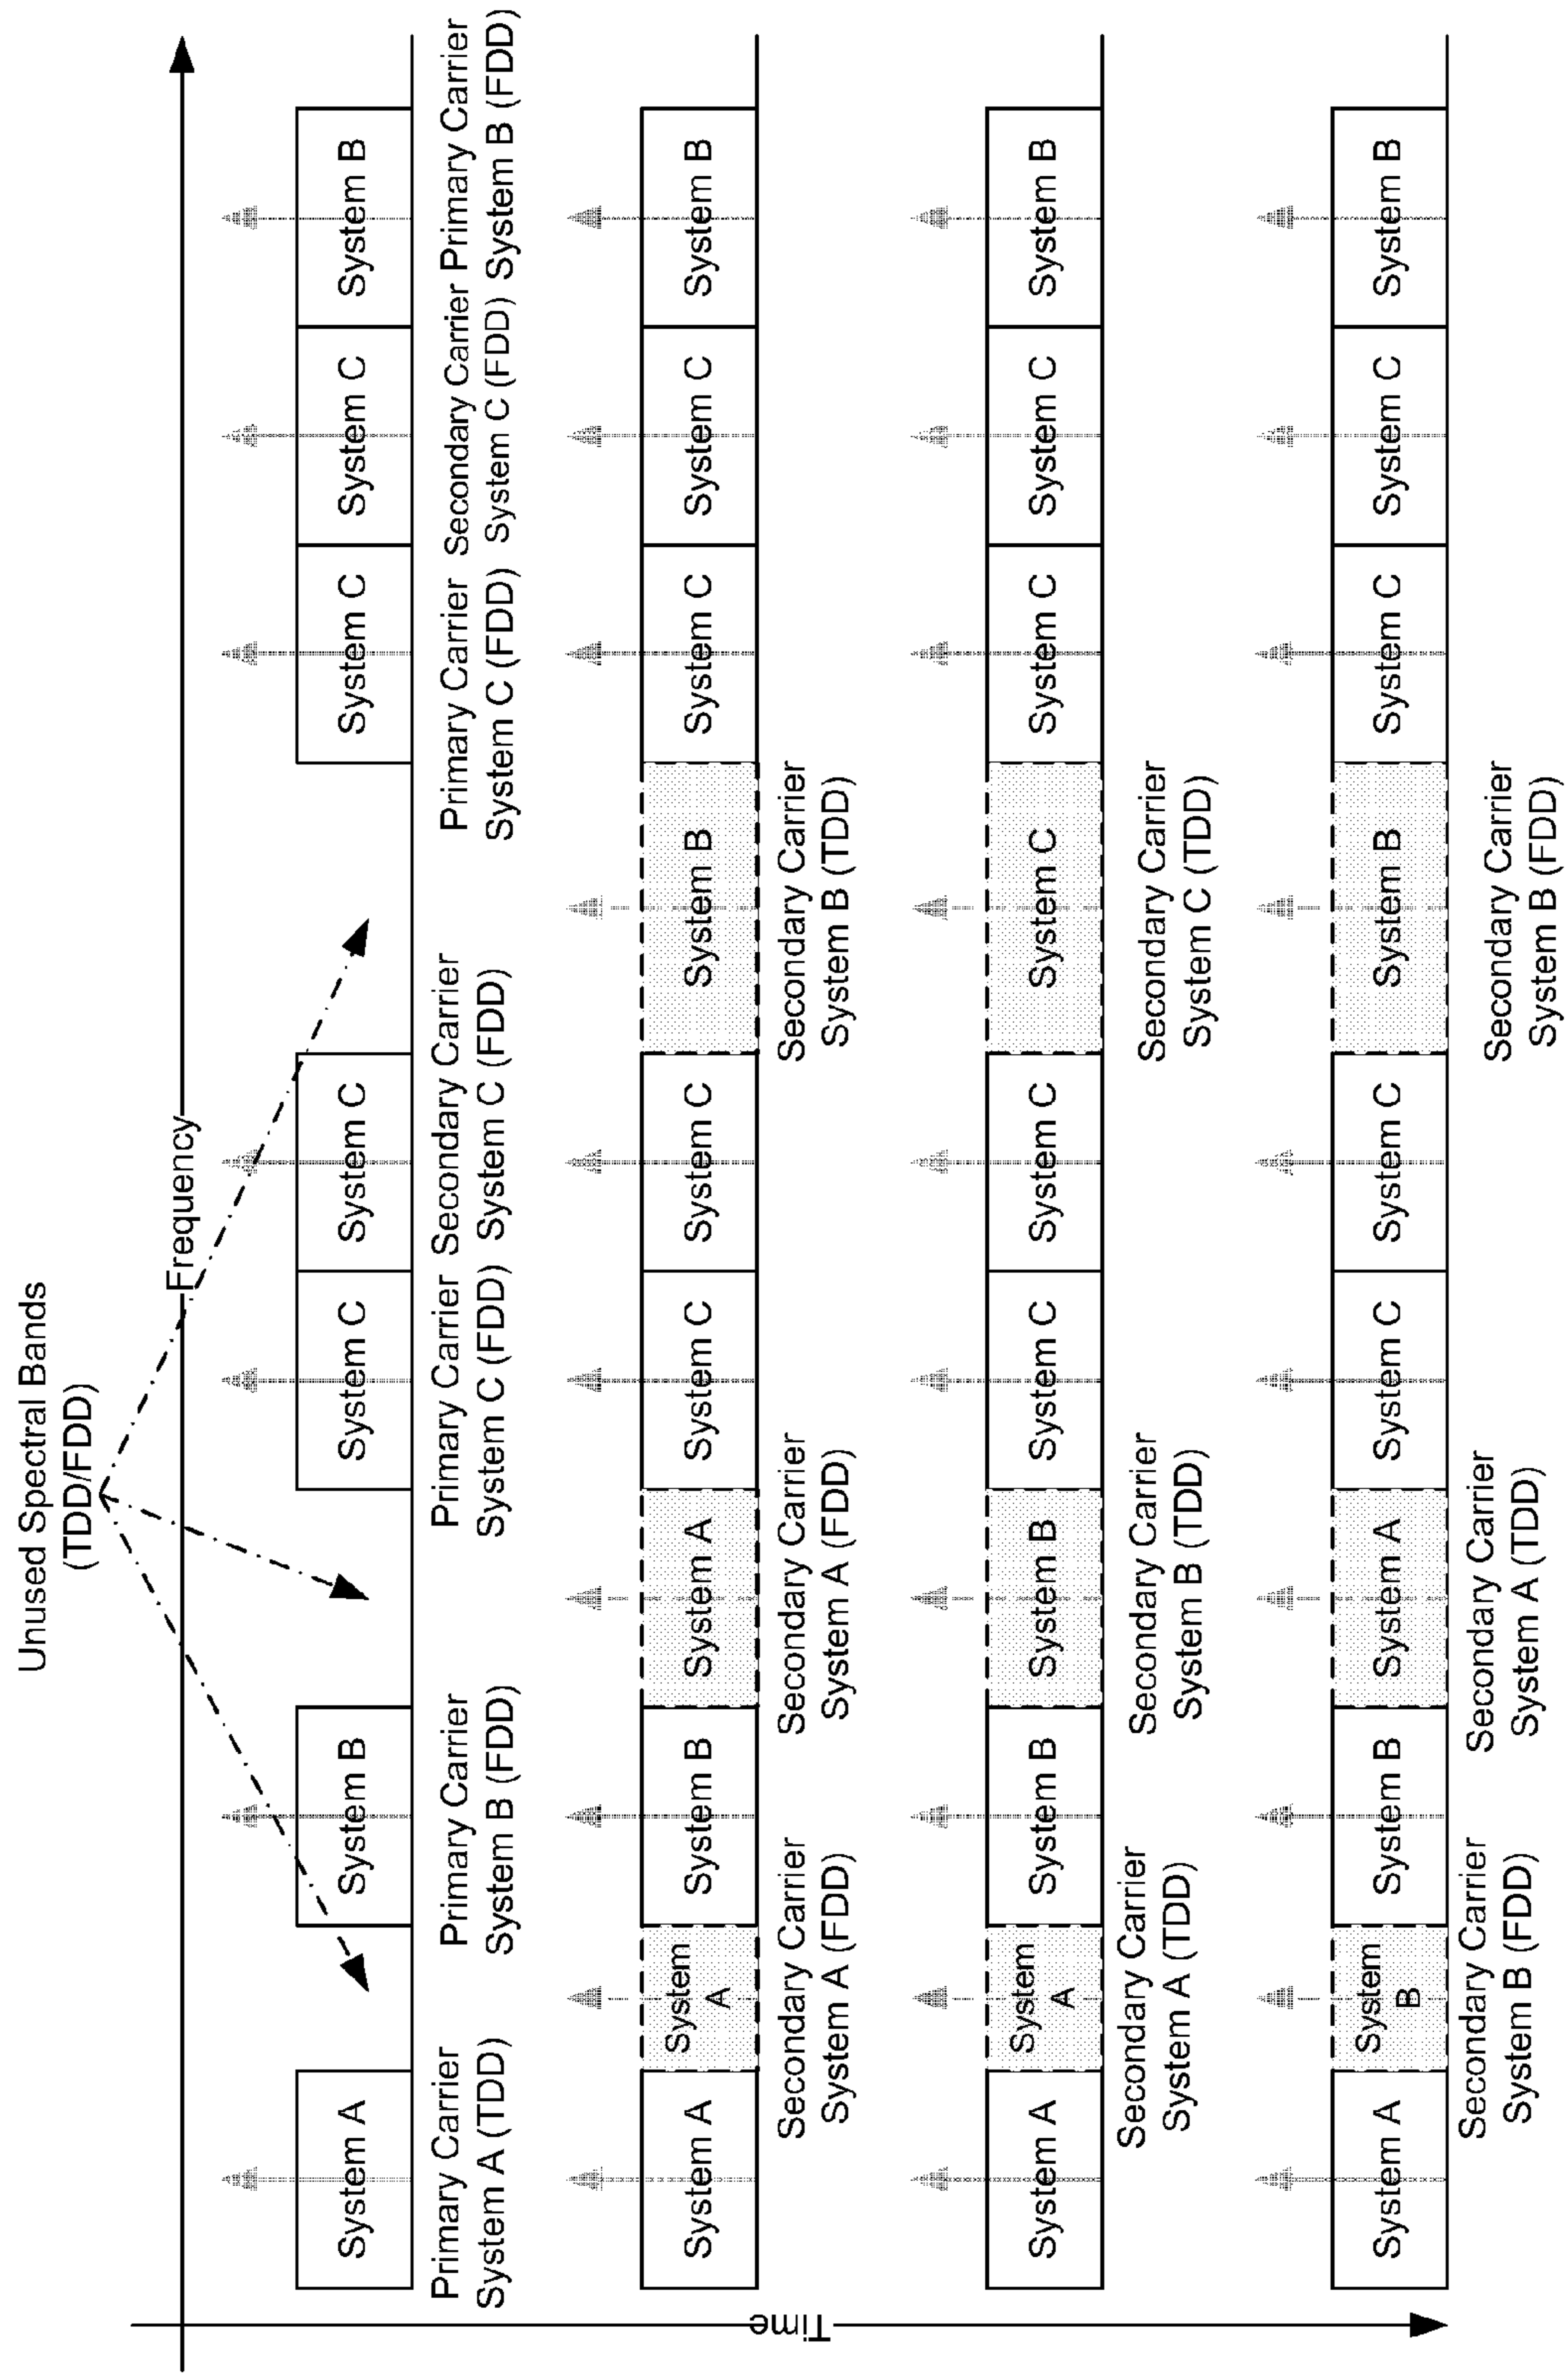 Unused Spectral Bands
(TDD/FDD)
Frequency
Time
System A
System B
System C
System C
System C
System C
System B
Primary Carrier
System A (TDD)
Primary Carrier
System B (FDD)
Primary Carrier
System C (FDD)
Secondary Carrier
System C (FDD)
Primary Carrier
System C (FDD)
Secondary Carrier
System C (FDD)
Primary Carrier
System B (FDD)
System A
System
A
System B
System A
System C
System C
System B
System C
System C
System B
Secondary Carrier
System A (FDD)
Secondary Carrier
System A (FDD)
Secondary Carrier
System B (TDD)
System A
System
A
System B
System B
System C
System C
System C
System C
System C
System B
Secondary Carrier
System A (TDD)
Secondary Carrier
System B (TDD)
Secondary Carrier
System C (TDD)
System A
System
B
System B
System A
System C
System C
System B
System C
System C
System B
Secondary Carrier
System B (FDD)
Secondary Carrier
System A (TDD)
Secondary Carrier
System B (FDD)